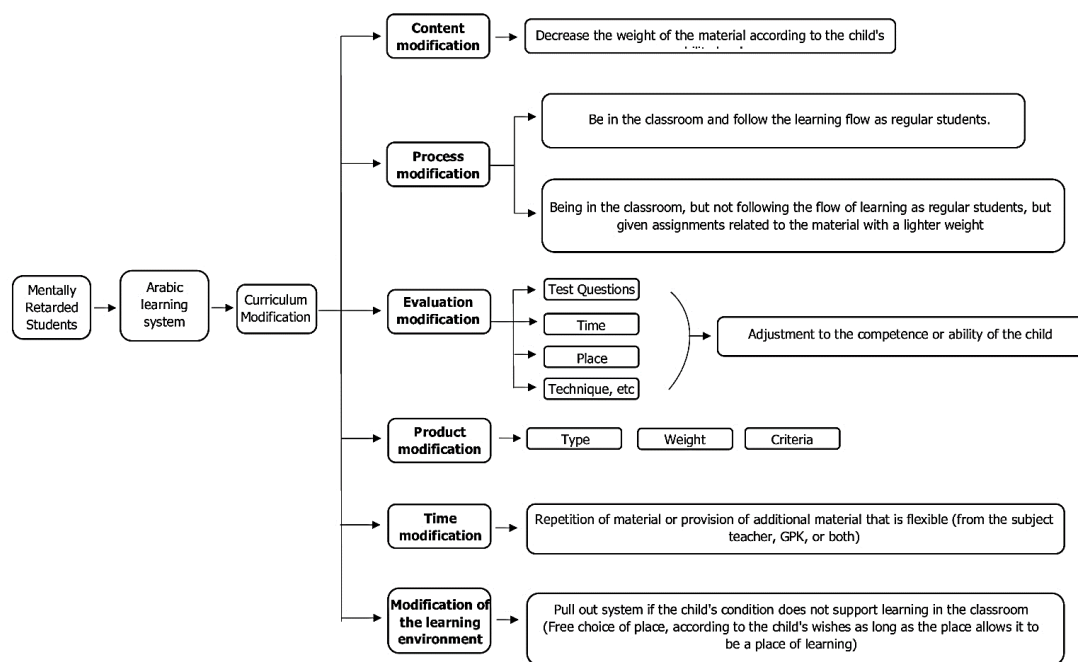 Mentally
Retarded
Students
Arabic
learning
system
Curriculum
Modification
Content
modification
Decrease the weight of the material according to the child's
Process
modification
Be in the classroom and follow the learning flow as regular students.
Being in the classroom, but not following the flow of learning as regular students, but
given assignments related to the material with a lighter weight
Evaluation
modification
Test Questions
Time
Place
Technique, etc
Adjustment to the competence or ability of the child
Product
modification
Type
Weight
Criteria
Time
modification
Repetition of material or provision of additional material that is flexible (from the subject
teacher, GPK, or both)
Modification of
the learning
environment
Pull out system if the child's condition does not support learning in the classroom
(Free choice of place, according to the child's wishes as long as the place allows it to
be a place of learning)